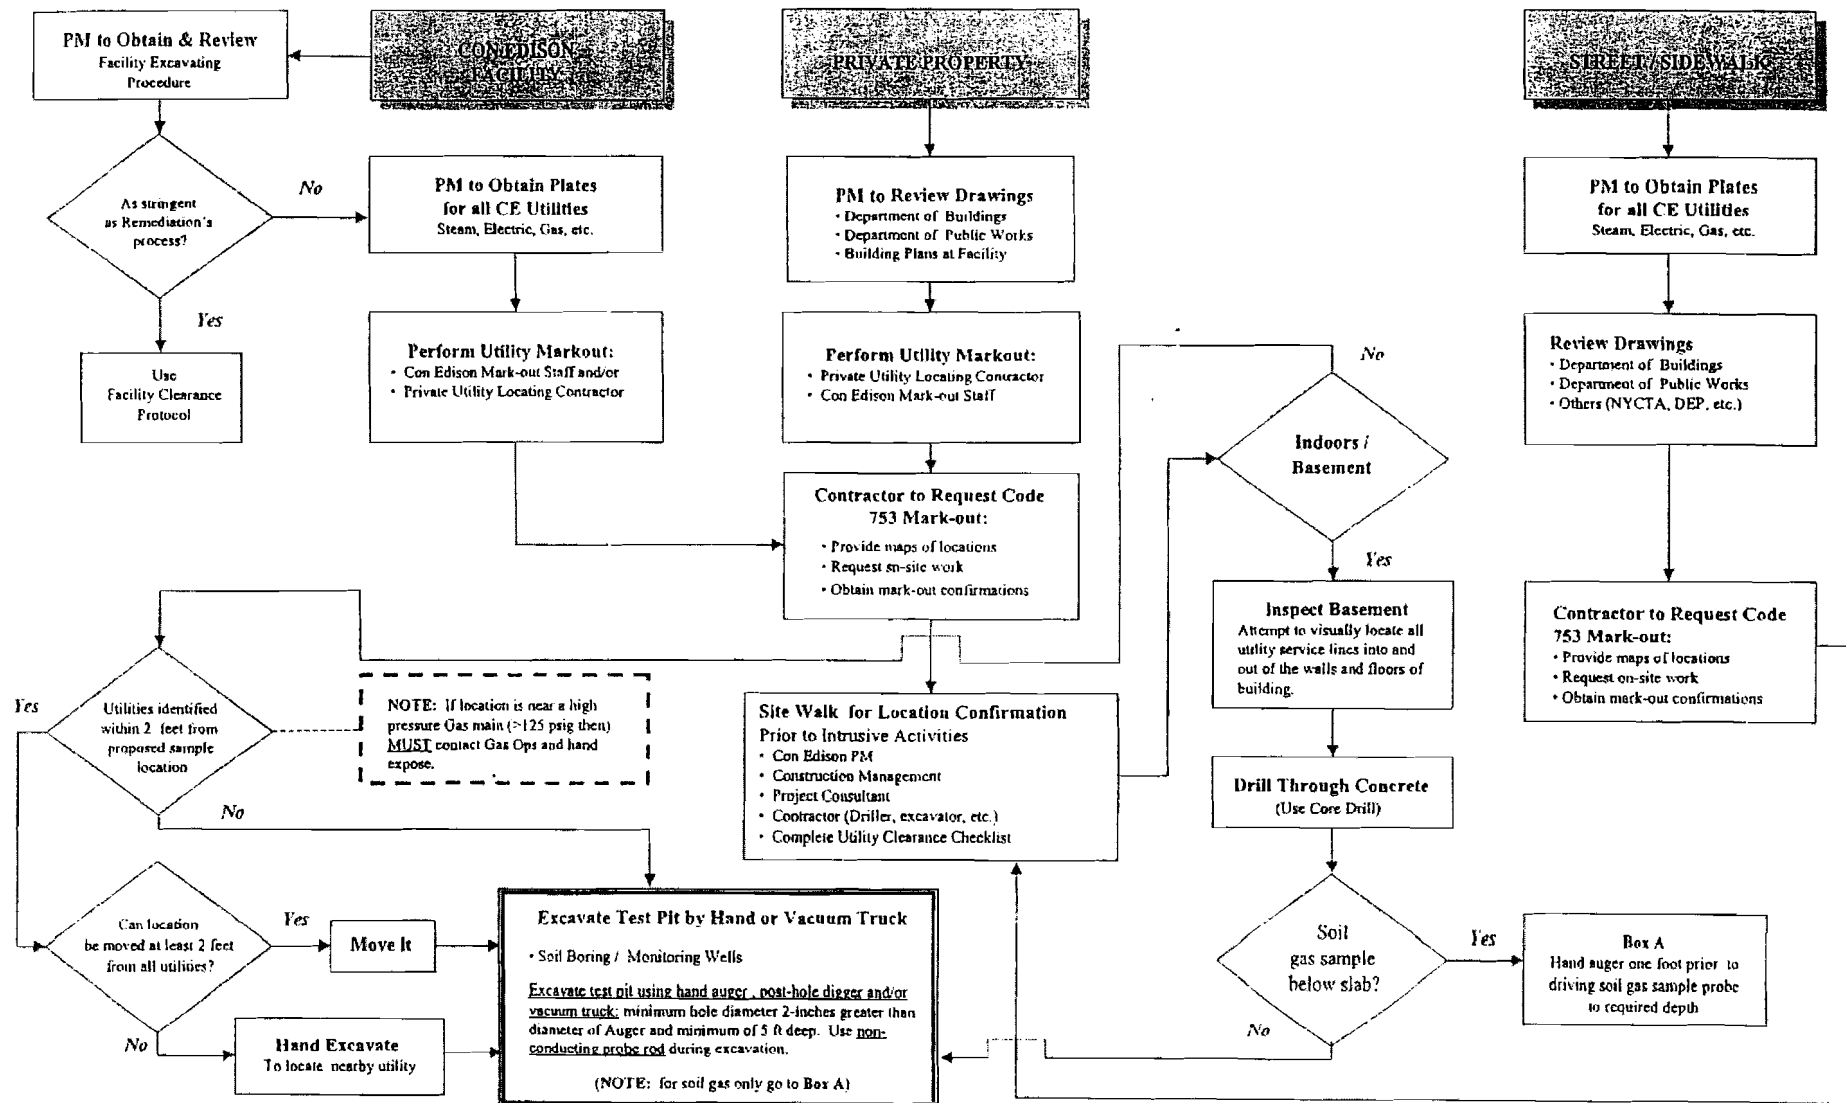 PM to Obtain & Review
Facility Excavating
Procedure
CON EDISON
FACILITY
PRIVATE PROPERTY
STREET / SIDEWALK
As stringent
as Remediation's
process?
No
Yes
Use
Facility Clearance
Protocol
PM to Obtain Plates
for all CE Utilities
Steam, Electric, Gas, etc.
Perform Utility Markout:
• Con Edison Mark-out Staff and/or
• Private Utility Locating Contractor
PM to Review Drawings
• Department of Buildings
• Department of Public Works
• Building Plans at Facility
Perform Utility Markout:
• Private Utility Locating Contractor
• Con Edison Mark-out Staff
Contractor to Request Code
753 Mark-out:
• Provide maps of locations
• Request on-site work
• Obtain mark-out confirmations
No
Indoors /
Basement
Yes
PM to Obtain Plates
for all CE Utilities
Steam, Electric, Gas, etc.
Review Drawings
• Department of Buildings
• Department of Public Works
• Others (NYCTA, DEP, etc.)
Contractor to Request Code
753 Mark-out:
• Provide maps of locations
• Request on-site work
• Obtain mark-out confirmations
Inspect Basement
Attempt to visually locate all
utility service lines into and
out of the walls and floors of
building.
Drill Through Concrete
(Use Core Drill)
Soil
gas sample
below slab?
Yes
No
Box A
Hand auger one foot prior to
driving soil gas sample probe
to required depth
Site Walk for Location Confirmation
Prior to Intrusive Activities
• Con Edison PM
• Construction Management
• Project Consultant
• Contractor (Driller, excavator, etc.)
• Complete Utility Clearance Checklist
Yes
Utilities identified
within 2 feet from
proposed sample
location
No
NOTE: If location is near a high
pressure Gas main (>125 psig then)
MUST contact Gas Ops and hand
expose.
Can location
be moved at least 2 feet
from all utilities?
Yes
Move It
No
Hand Excavate
To locate nearby utility
Excavate Test Pit by Hand or Vacuum Truck
• Soil Boring / Monitoring Wells
Excavate test pit using hand auger , post-hole digger and/or
vacuum truck; minimum hole diameter 2-inches greater than
diameter of Auger and minimum of 5 ft deep. Use non-
conducting probe rod during excavation.
(NOTE: for soil gas only go to Box A)